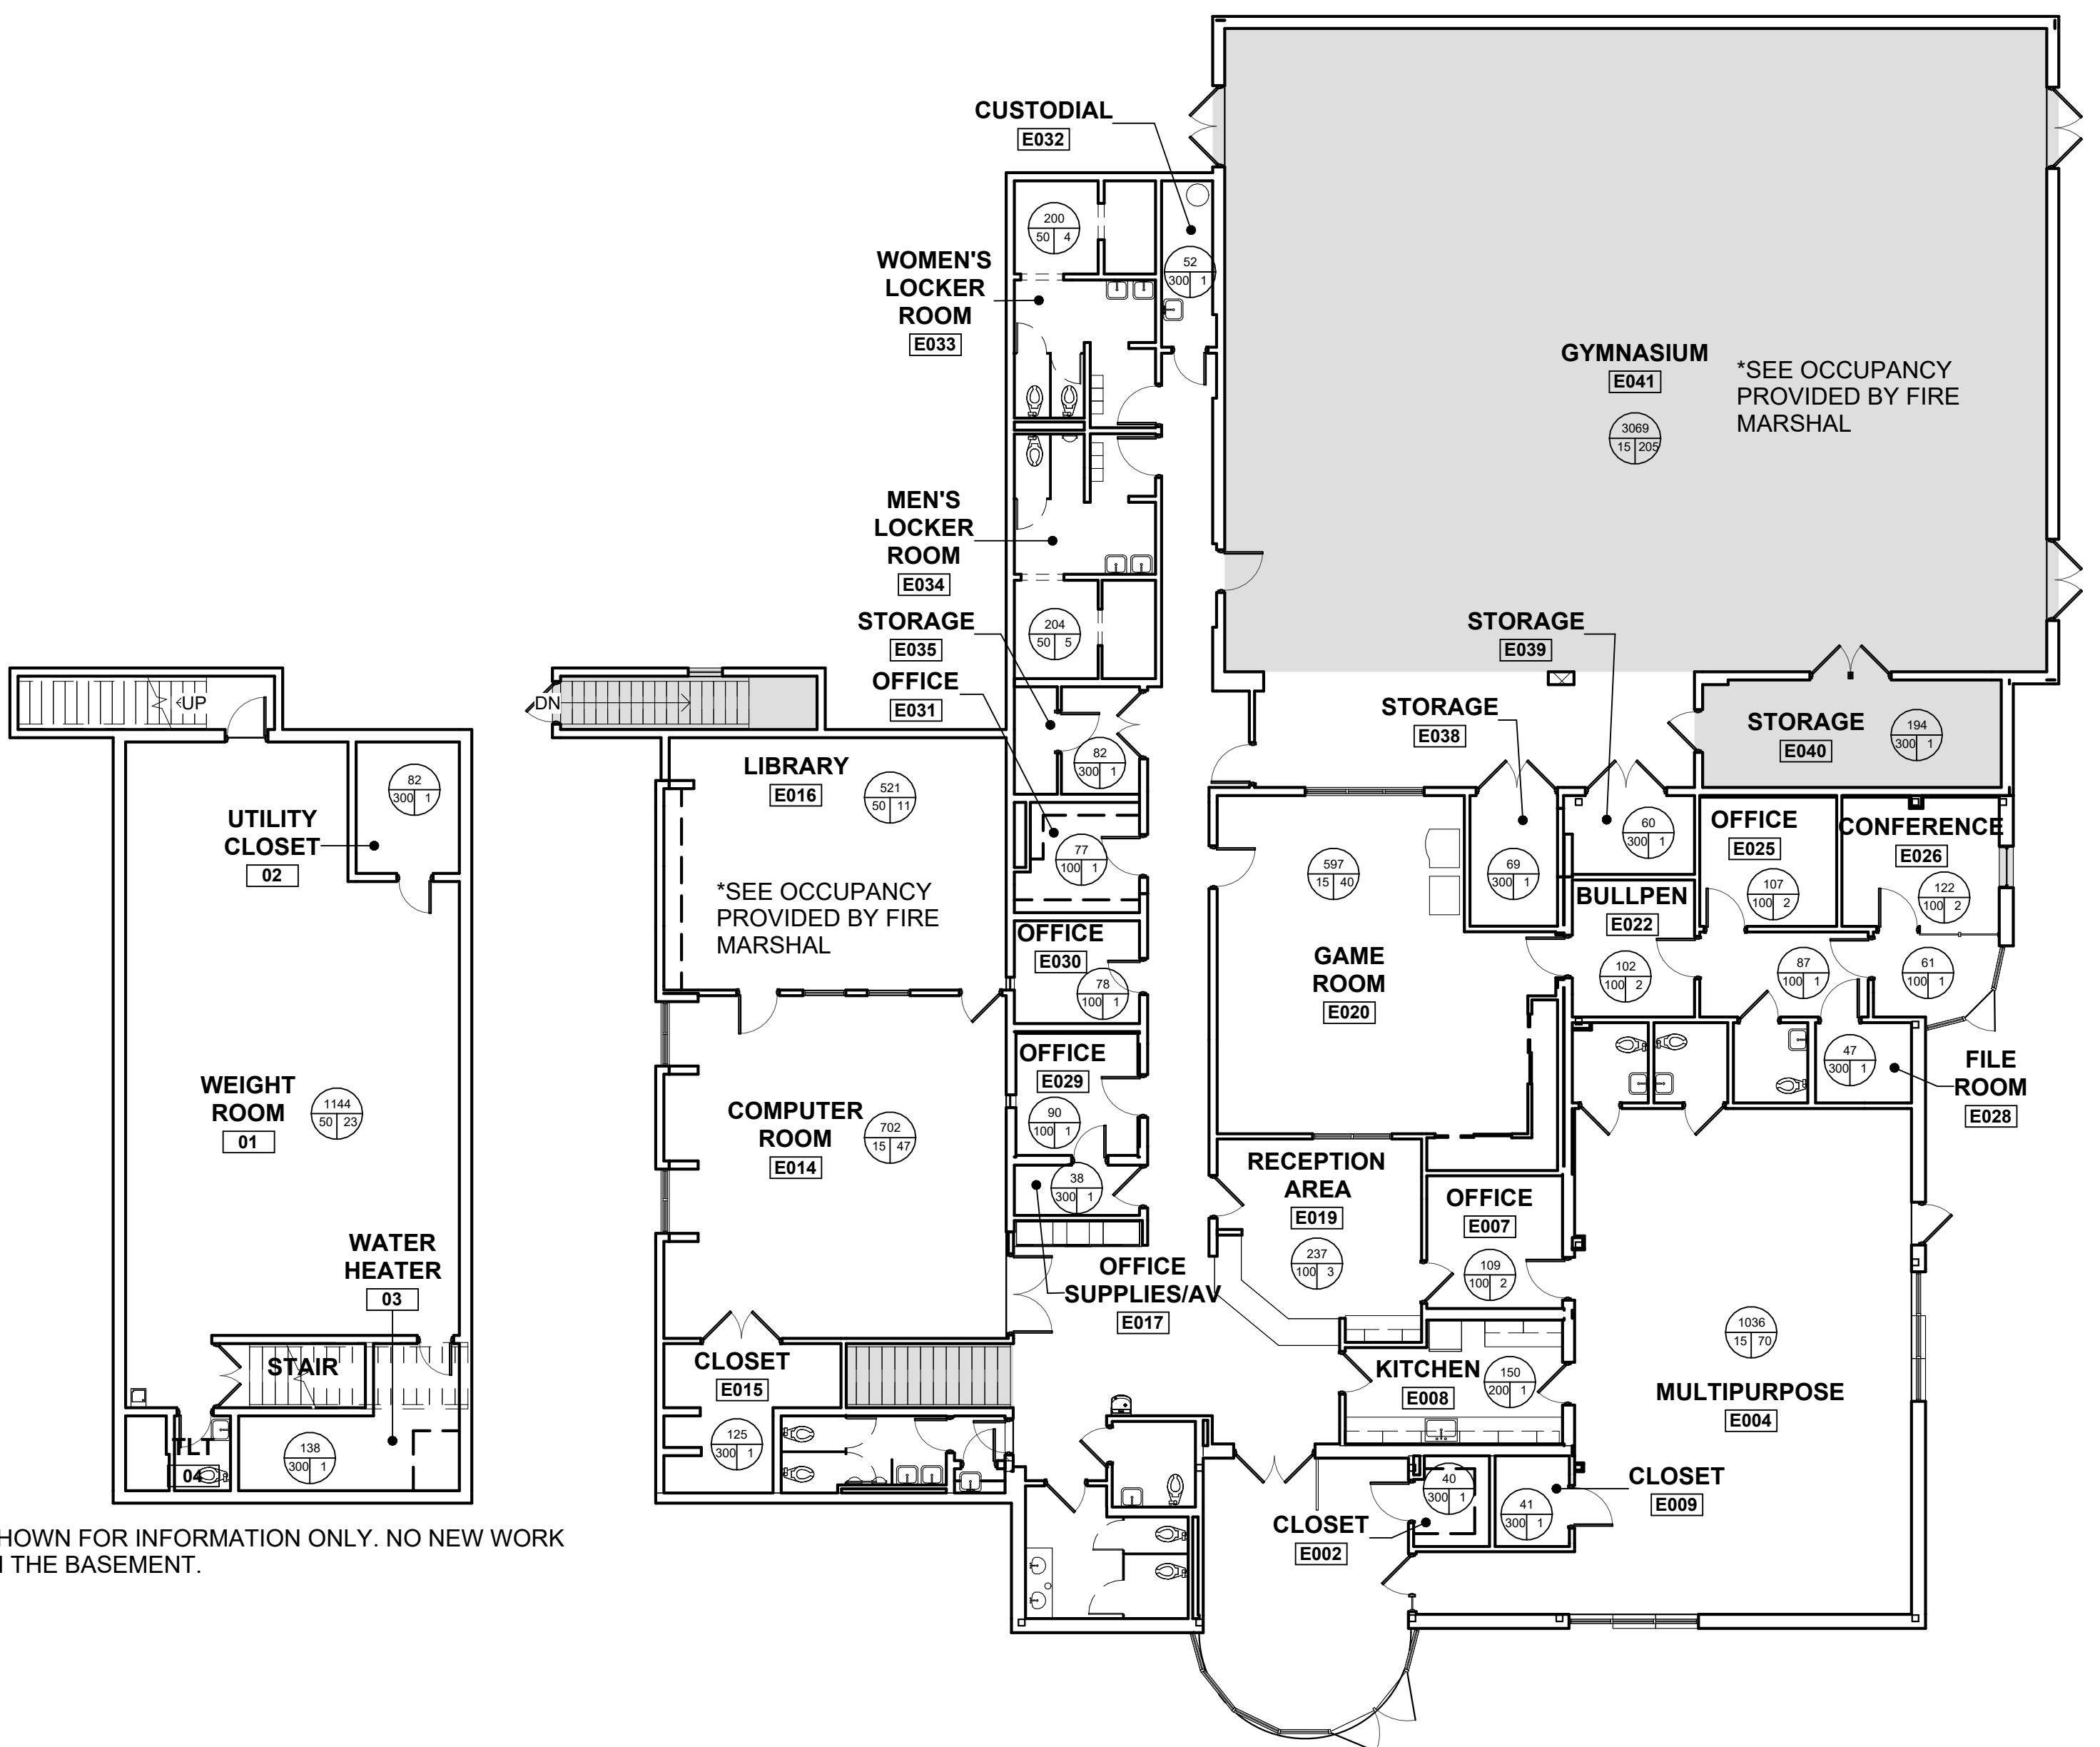 CUSTODIAL
E032
200
50 4
52
300 1
WOMEN'S
LOCKER
ROOM
E033
GYMNASIUM
E041
3069
15 205
*SEE OCCUPANCY
PROVIDED BY FIRE
MARSHAL
MEN'S
LOCKER
ROOM
E034
204
50 5
STORAGE
E035
OFFICE
E031
82
300 1
STORAGE
E039
STORAGE
E038
STORAGE
E040
194
300 1
UP
DN
LIBRARY
E016
521
50 11
*SEE OCCUPANCY
PROVIDED BY FIRE
MARSHAL
82
300 1
UTILITY
CLOSET
02
77
100 1
597
15 40
69
300 1
60
300 1
OFFICE
E025
107
100 2
CONFERENCE
E026
122
100 2
BULLPEN
E022
102
100 2
87
100 1
61
100 1
OFFICE
E030
78
100 1
GAME
ROOM
E020
OFFICE
E029
90
100 1
47
300 1
FILE
ROOM
E028
WEIGHT
ROOM
01
1144
50 23
COMPUTER
ROOM
E014
702
15 47
38
300 1
RECEPTION
AREA
E019
237
100 3
OFFICE
E007
109
100 2
OFFICE
SUPPLIES/AV
E017
WATER
HEATER
03
STAIR
CLOSET
E015
125
300 1
KITCHEN
E008
150
200 1
1036
15 70
MULTIPURPOSE
E004
TLT
04
138
300 1
40
300 1
41
300 1
CLOSET
E009
CLOSET
E002
HOWN FOR INFORMATION ONLY. NO NEW WORK
THE BASEMENT.